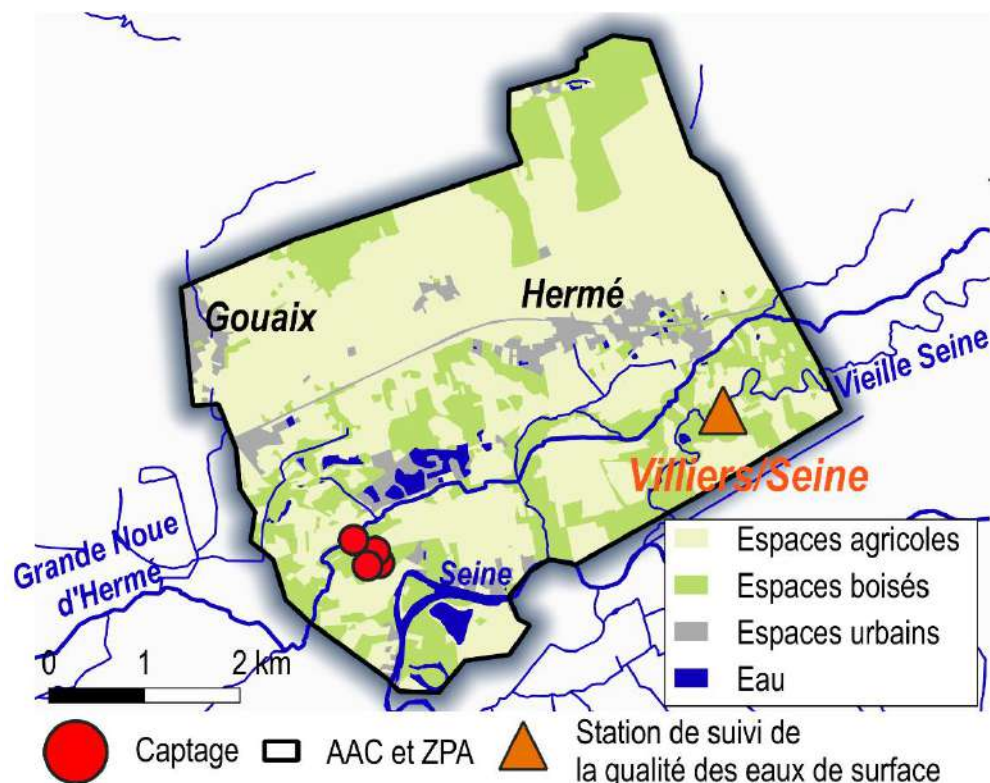 Gouaix
Hermé
Vieille Seine
Villiers/Seine
Grande Noue
d'Hermé
Seine
0 1 2 km
Espaces agricoles
Espaces boisés
Espaces urbains
Eau
Captage
AAC et ZPA
Station de suivi de
la qualité des eaux de surface